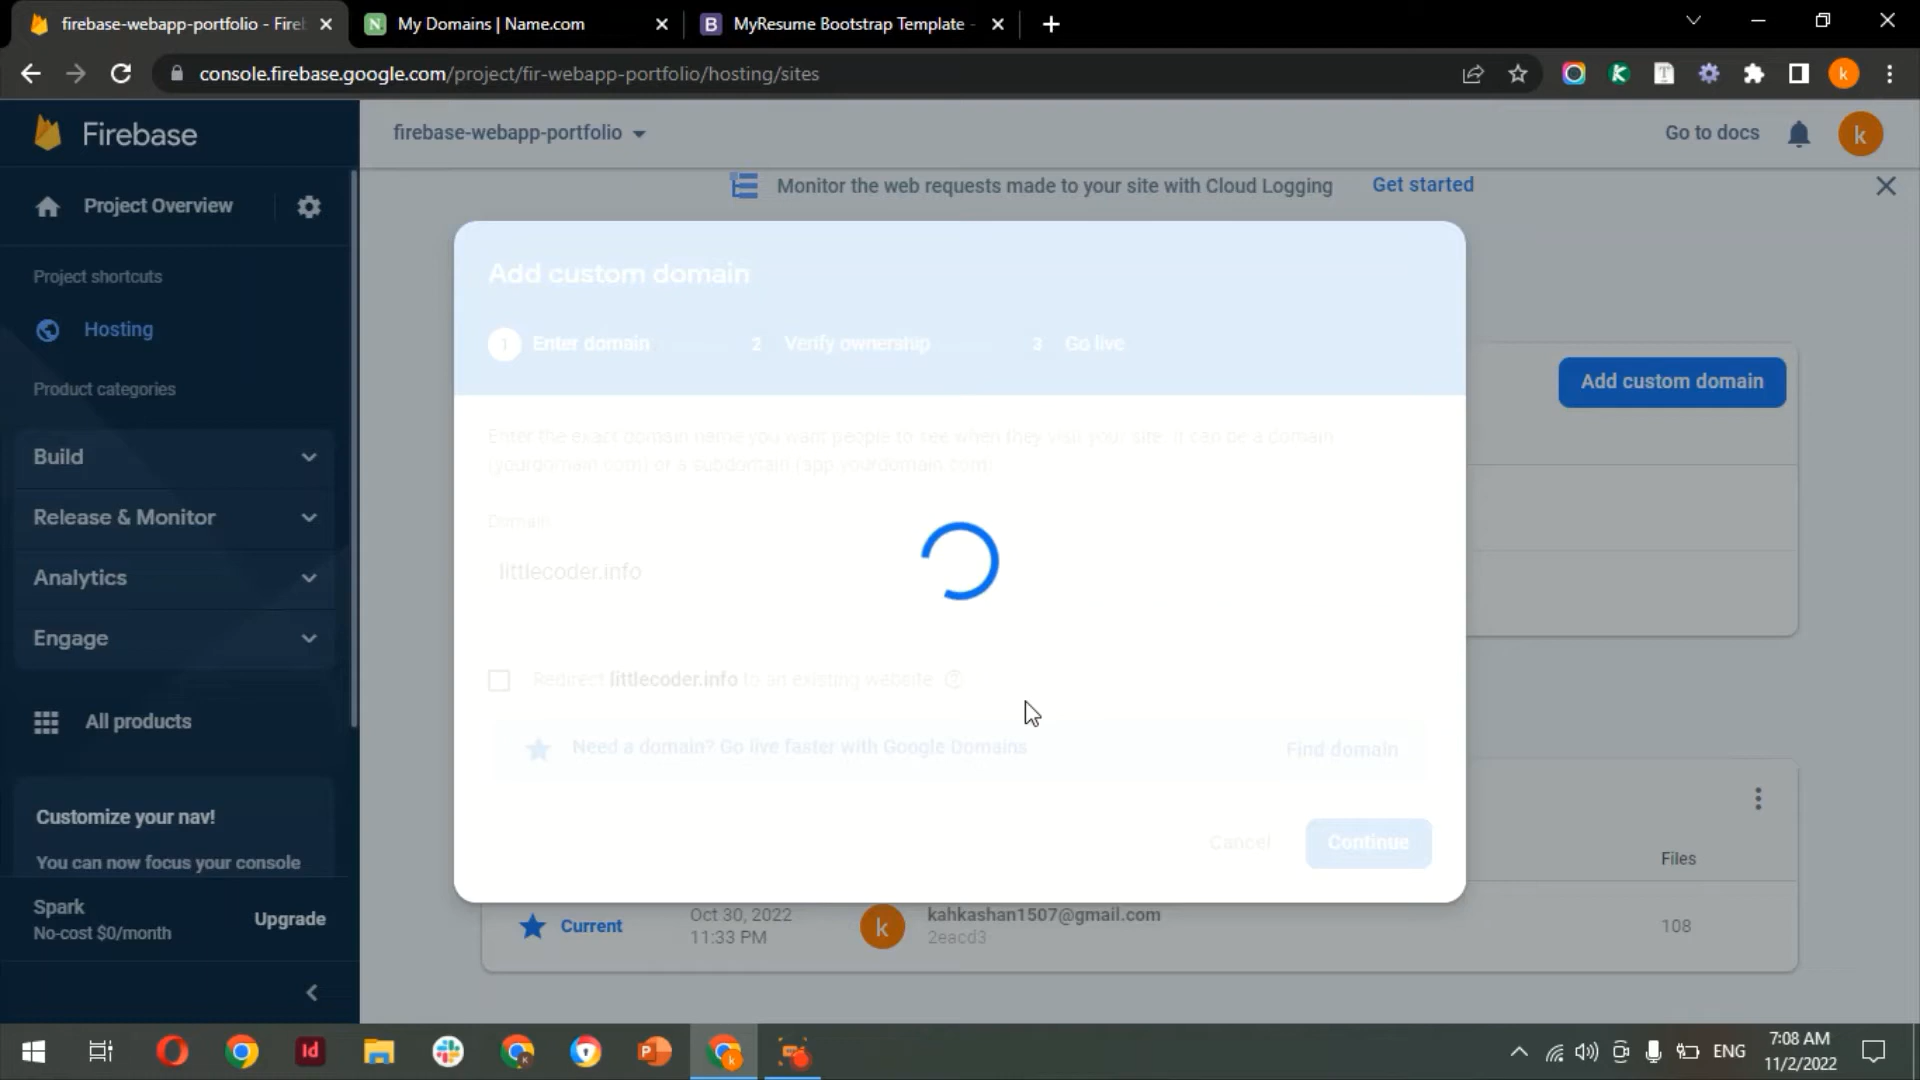 firebase-webapp-portfolio - Fireb
My Domains | Name.com
B
MyResume Bootstrap Template -
console.firebase.google.com/project/fir-webapp-portfolio/hosting/sites
k
Firebase
firebase-webapp-portfolio
Go to docs
k
Project Overview
Monitor the web requests made to your site with Cloud Logging
Get started
Project shortcuts
Hosting
Product categories
Build
Release & Monitor
Analytics
Engage
All products
Customize your nav!
You can now focus your console
Spark
No-cost $0/month
Upgrade
Add custom domain
1 Enter domain
2 Verify ownership
3 Go live
Add custom domain
Enter the exact domain name you want people to see when they visit your site. It can be a domain
(yourdomain.com) or a subdomain (app.yourdomain.com)
Domain
littlecoder.info
Redirect littlecoder.info to an existing website
Need a domain? Go live faster with Google Domains
Find domain
Cancel
Continue
Files
Current
Oct 30, 2022
11:33 PM
k
kahkashan1507@gmail.com
2eacd3
108
Id
ENG
7:08 AM
11/2/2022